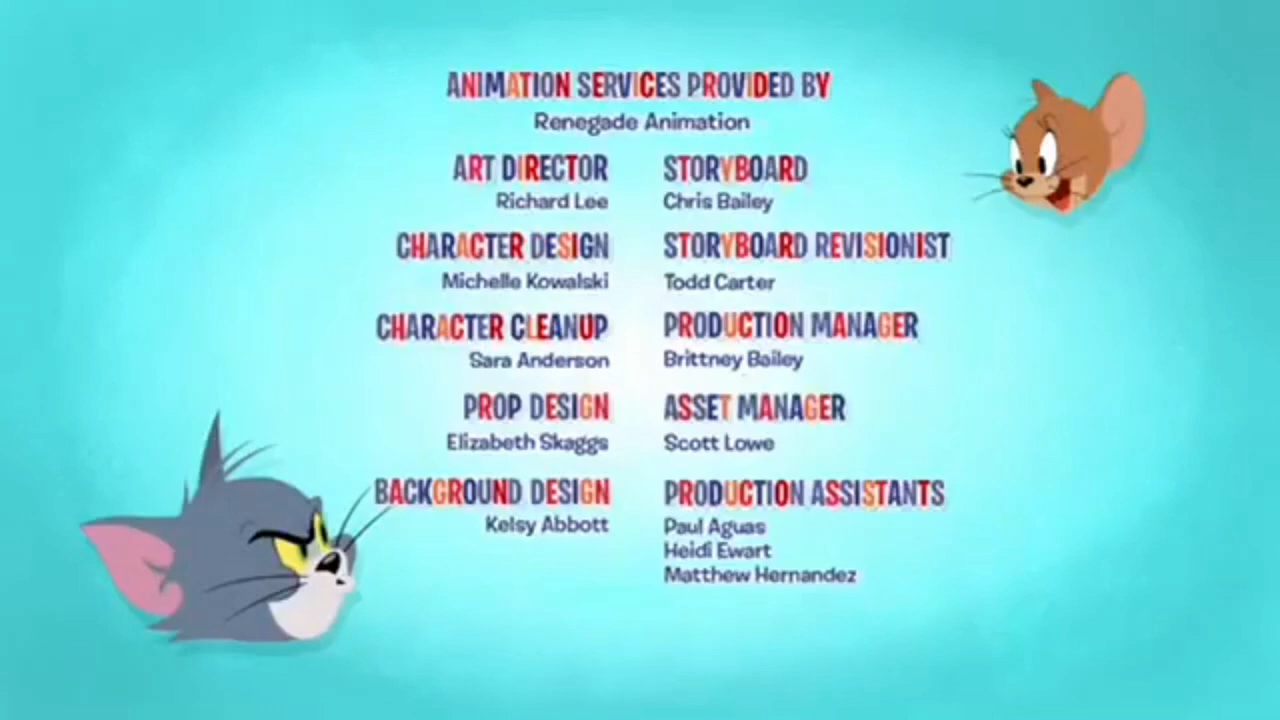 ANIMATION SERVICES PROVIDED BY
Renegade Animation
ART DIRECTOR
Richard Lee
CHARACTER DESIGN
Michelle Kowalski
CHARACTER CLEANUP
Sara Anderson
PROP DESIGN
Elizabeth Skaggs
BACKGROUND DESIGN
Kelsy Abbott
STORYBOARD
Chris Bailey
STORYBOARD REVISIONIST
Todd Carter
PRODUCTION MANAGER
Brittney Bailey
ASSET MANAGER
Scott Lowe
PRODUCTION ASSISTANTS
Paul Aguas
Heidi Ewart
Matthew Hernandez